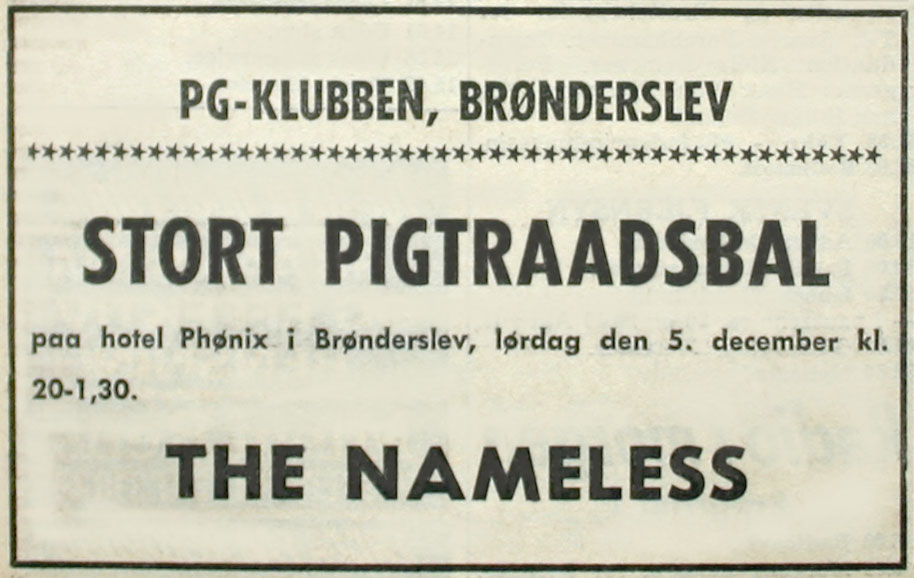 PG-KLUBBEN, BRØNDERSLEV
STORT PIGTRAADSBAL
paa hotel Phønix i Brønderslev, lørdag den 5. december kl.
20-1,30.
THE NAMELESS